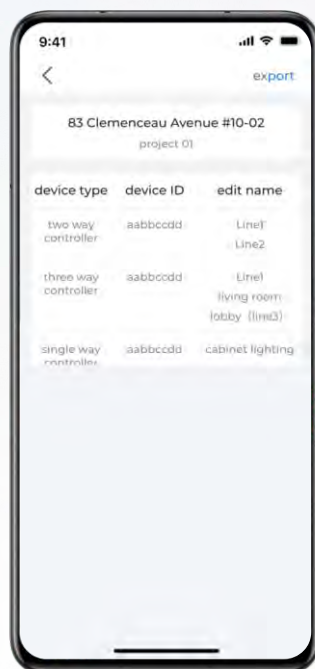 9:41
export
83 Clemenceau Avenue #10-02
project 01
device type device ID edit name
two way aabbccdd Line1
controller Line2
three way aabbccdd Line1
controller living room
lobby (line3)
single way aabbccdd cabinet lighting
controller